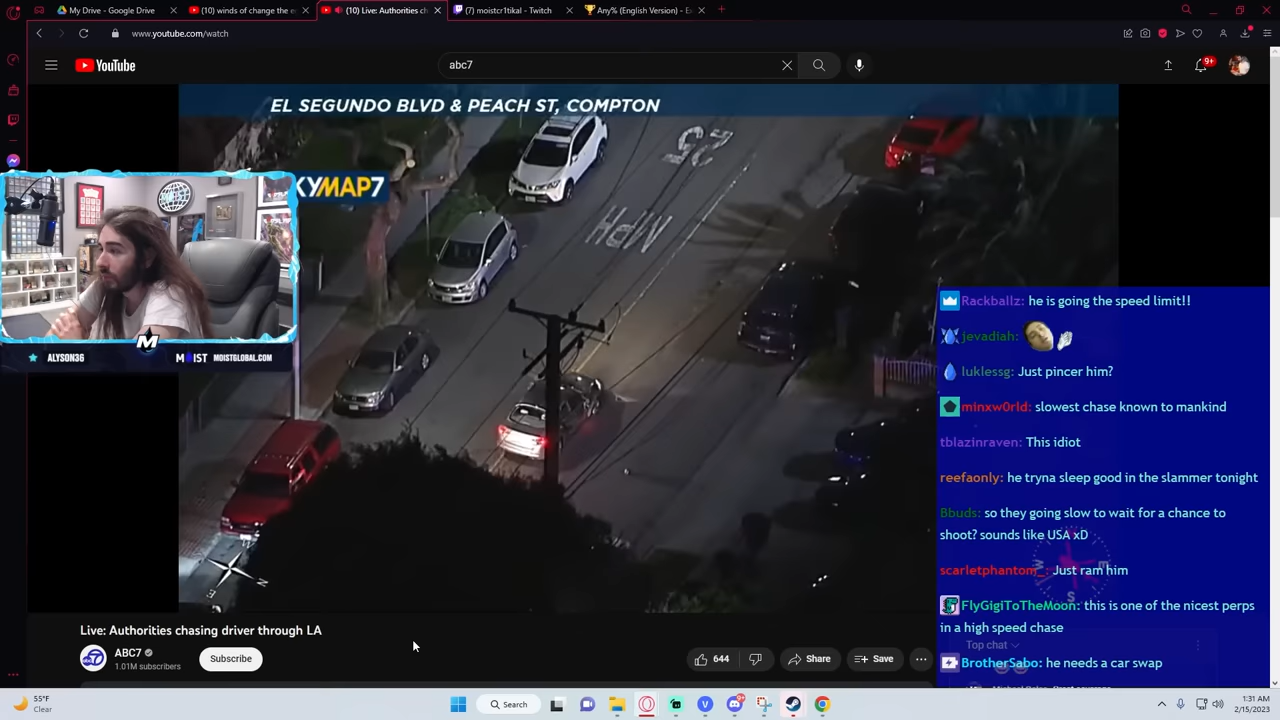 My Drive - Google Drive
(10) winds of change the e
(10) Live: Authorities ch
moistcr1tikal - Twitch
Any% (English Version) - E
www.youtube.com/watch
YouTube
abc7
9+
EL SEGUNDO BLVD & PEACH ST, COMPTON
KYMAP7
25
MPH
M
ALYSON36
MOIST
MOISTGLOBAL.COM
Rackballz: he is going the speed limit!!
jevadiah:
luklessg: Just pincer him?
minxw0rld: slowest chase known to mankind
tblazinraven: This idiot
reefaonly: he tryna sleep good in the slammer tonight
Bbuds: so they going slow to wait for a chance to
shoot? sounds like USA xD
scarletphantom_: Just ram him
FlyGigiToTheMoon: this is one of the nicest perps
in a high speed chase
Top chat
BrotherSabo: he needs a car swap
W
E
S
N
Live: Authorities chasing driver through LA
ABC7
1.01M subscribers
Subscribe
644
Share
Save
55°F
Clear
Search
1:31 AM
2/15/2023